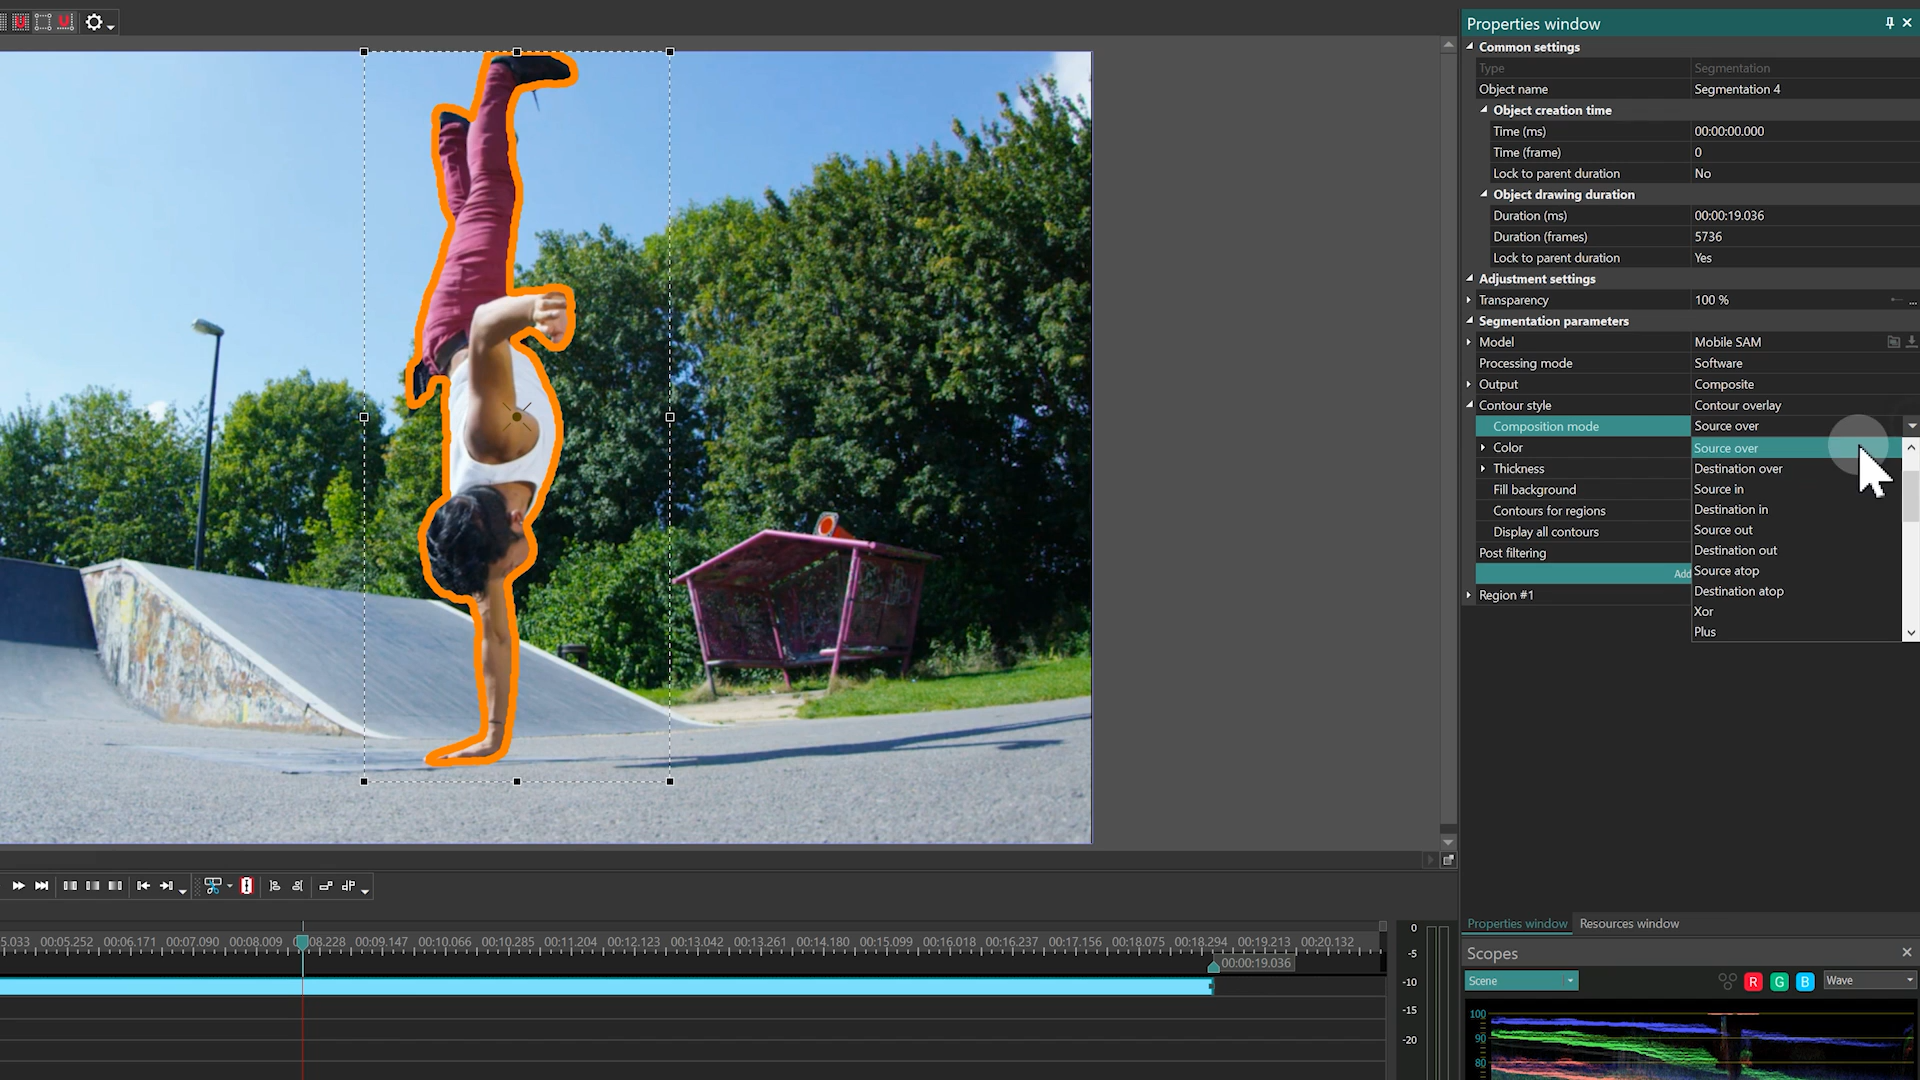 Properties window
Common settings
Type Segmentation
Object name Segmentation 4
Object creation time
Time (ms) 00:00:00.000
Time (frame) 0
Lock to parent duration No
Object drawing duration
Duration (ms) 00:00:19.036
Duration (frames) 5736
Lock to parent duration Yes
Adjustment settings
Transparency 100 % ...
Segmentation parameters
Model Mobile SAM
Processing mode Software
Output Composite
Contour style Contour overlay
Composition mode Source over
Color Source over
Thickness Destination over
Fill background Source in
Contours for regions Destination in
Display all contours Source out
Post filtering Destination out
Add Source atop
Region #1 Destination atop
Xor
Plus
Properties window Resources window
5.033 00:05.252 00:06.171 00:07.090 00:08.009 08.228 00:09.147 00:10.066 00:10.285 00:11.204 00:12.123 00:13.042 00:13.261 00:14.180 00:15.099 00:16.018 00:16.237 00:17.156 00:18.075 00:18.294 00:19.213 00:20.132
00:00:19.036
0
-5
-10
-15
-20
Scopes
Scene R G B Wave
100
90
80